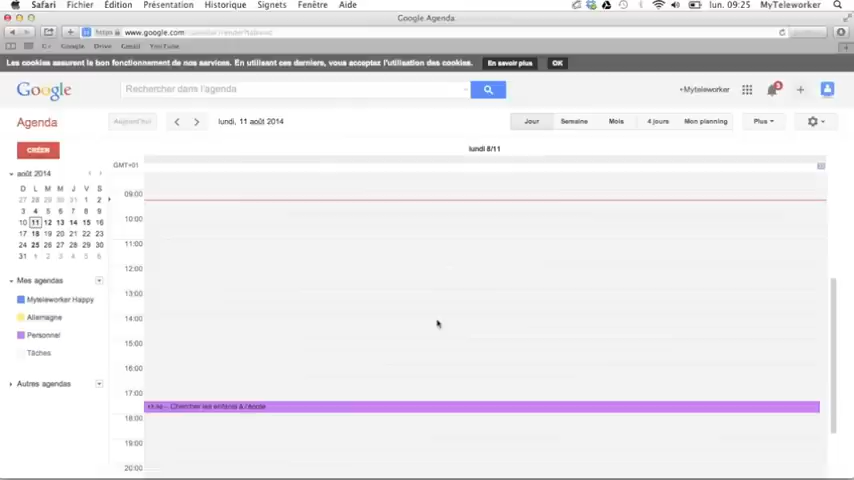 Safari Fichier Édition Présentation Historique Signets Fenêtre Aide lun. 09:25 MyTeleworker
Google Agenda
https www.google.com
Google Drive Gmail YouTube
Les cookies assurent le bon fonctionnement de nos services. En utilisant ces derniers, vous acceptez l'utilisation des cookies. En savoir plus OK
Google Rechercher dans l'agenda +Myteleworker 3
Agenda Aujourd'hui lundi, 11 août 2014 Jour Semaine Mois 4 jours Mon planning Plus
CRÉER
lundi 8/11
GMT+01
août 2014
D L M M J V S
27 28 29 30 31 1 2
3 4 5 6 7 8 9
10 11 12 13 14 15 16
17 18 19 20 21 22 23
24 25 26 27 28 29 30
31 1 2 3 4 5 6
Mes agendas
Myteleworker Happy
Allemagne
Personnel
Tâches
Autres agendas
09:00
10:00
11:00
12:00
13:00
14:00
15:00
16:00
17:00
Chercher les enfants à l'école
18:00
19:00
20:00